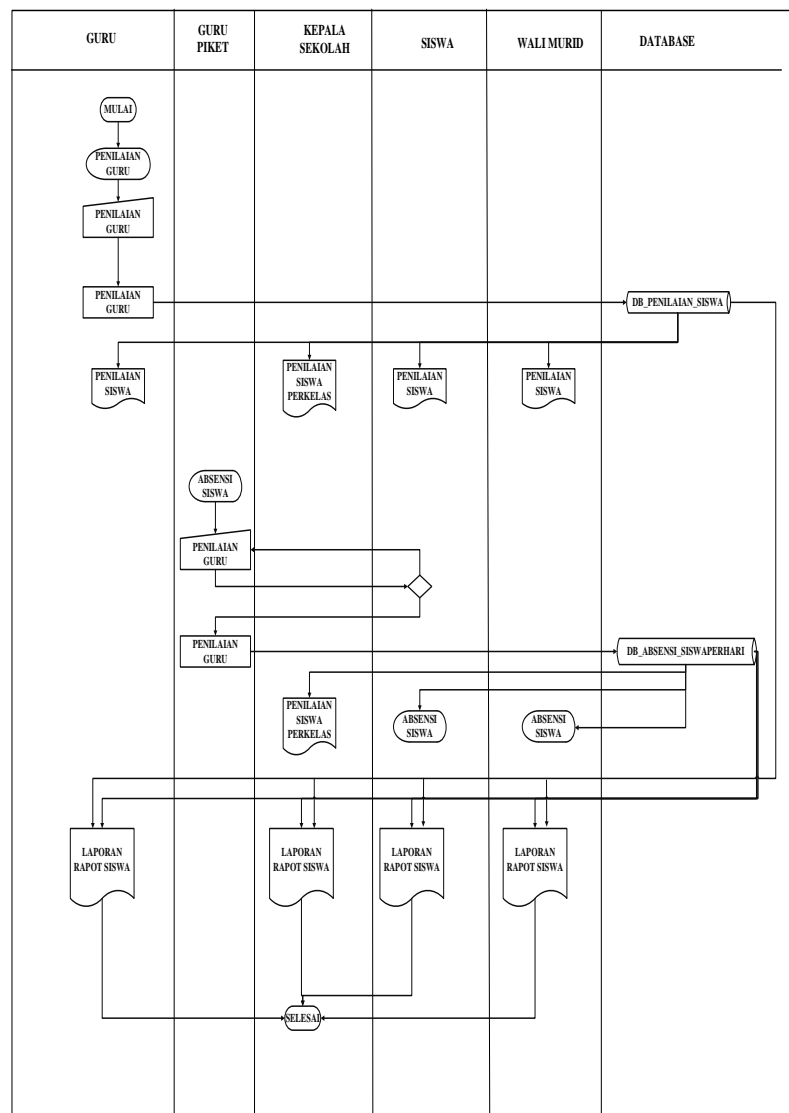 GURU
GURU
PIKET
KEPALA
SEKOLAH
SISWA
WALI MURID
DATABASE
MULAI
PENILAIAN
GURU
PENILAIAN
GURU
PENILAIAN
GURU
DB_PENILAIAN_SISWA
PENILAIAN
SISWA
PENILAIAN
SISWA
PERKELAS
PENILAIAN
SISWA
PENILAIAN
SISWA
ABSENSI
SISWA
PENILAIAN
GURU
PENILAIAN
GURU
DB_ABSENSI_SISWAPERHARI
PENILAIAN
SISWA
PERKELAS
ABSENSI
SISWA
ABSENSI
SISWA
LAPORAN
RAPOT SISWA
LAPORAN
RAPOT SISWA
LAPORAN
RAPOT SISWA
LAPORAN
RAPOT SISWA
SELESAI